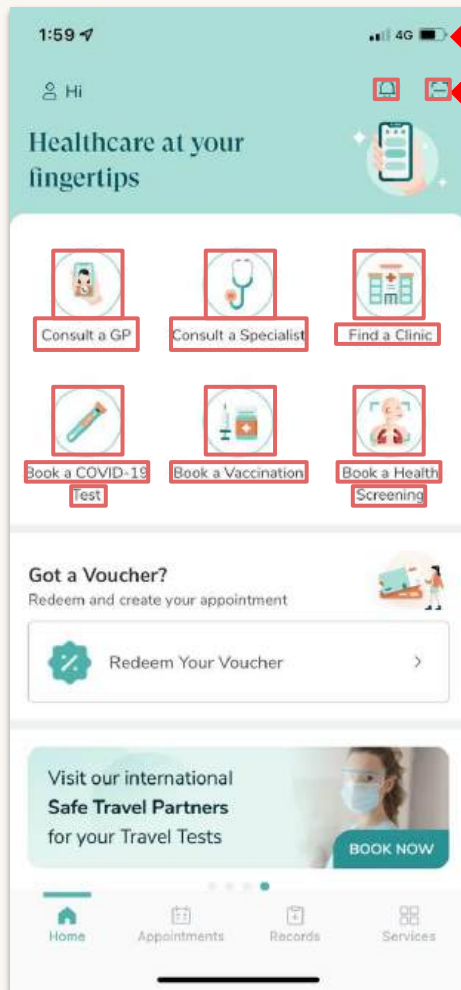 1:59 4G
Hi
Healthcare at your
fingertips
Consult a GP Consult a Specialist Find a Clinic
Book a COVID-19 Book a Vaccination Book a Health
Test Screening
Got a Voucher?
Redeem and create your appointment
Redeem Your Voucher
Visit our international
Safe Travel Partners
for your Travel Tests
BOOK NOW
Home Appointments Records Services